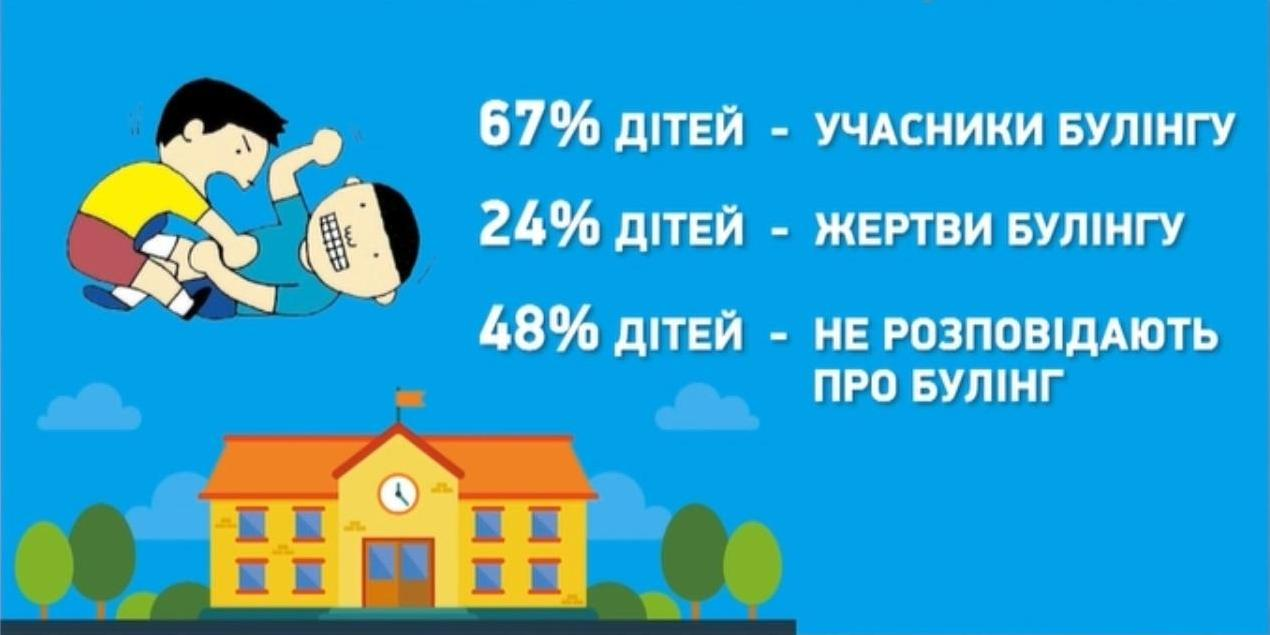 67% ДІТЕЙ - УЧАСНИКИ БУЛІНГУ
24% ДІТЕЙ - ЖЕРТВИ БУЛІНГУ
48% ДІТЕЙ - НЕ РОЗПОВІДАЮТЬ
ПРО БУЛІНГ